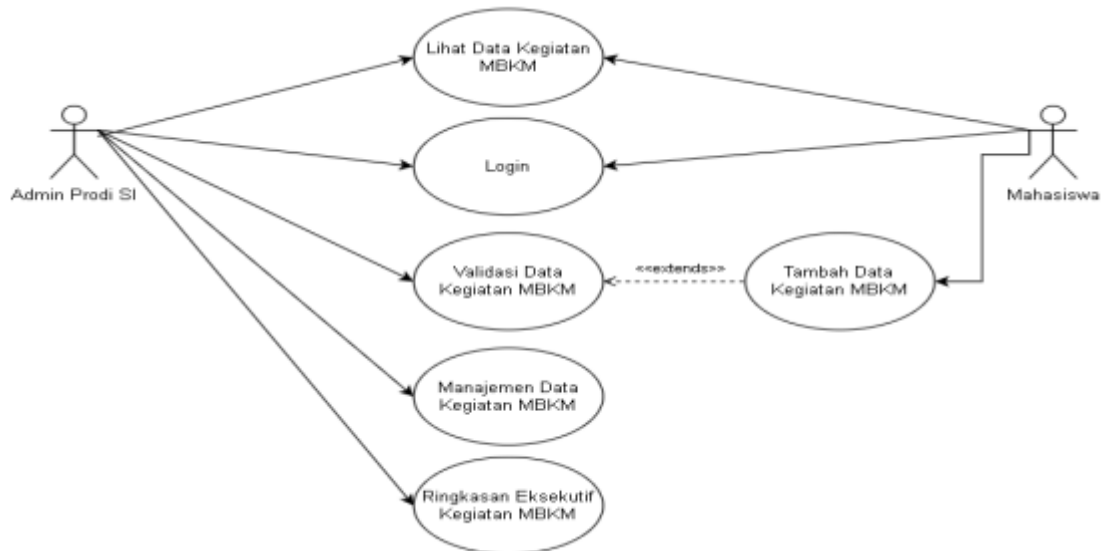 Lihat Data Kegiatan
MBKM
Admin Prodi SI
Login
Mahasiswa
Validasi Data
Kegiatan MBKM
<<extends>>
Tambah Data
Kegiatan MBKM
Manajemen Data
Kegiatan MBKM
Ringkasan Eksekutif
Kegiatan MBKM